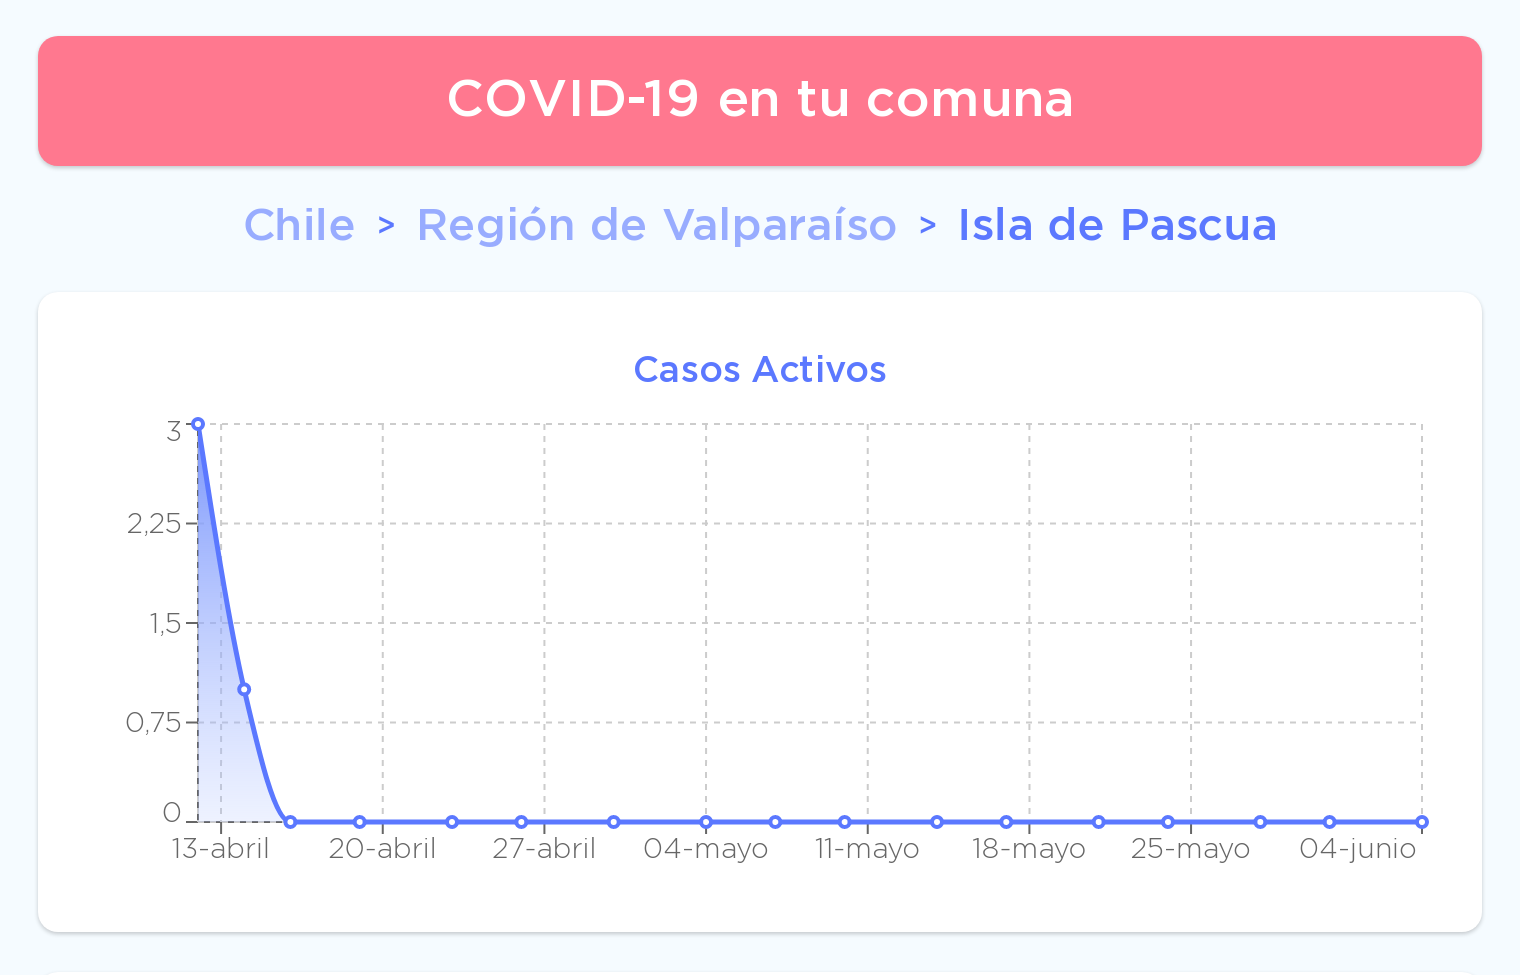 COVID-19 en tu comuna
Chile > Región de Valparaíso > Isla de Pascua
Casos Activos
3
2,25
1,5
0,75
0
13-abril 20-abril 27-abril 04-mayo 11-mayo 18-mayo 25-mayo 04-junio